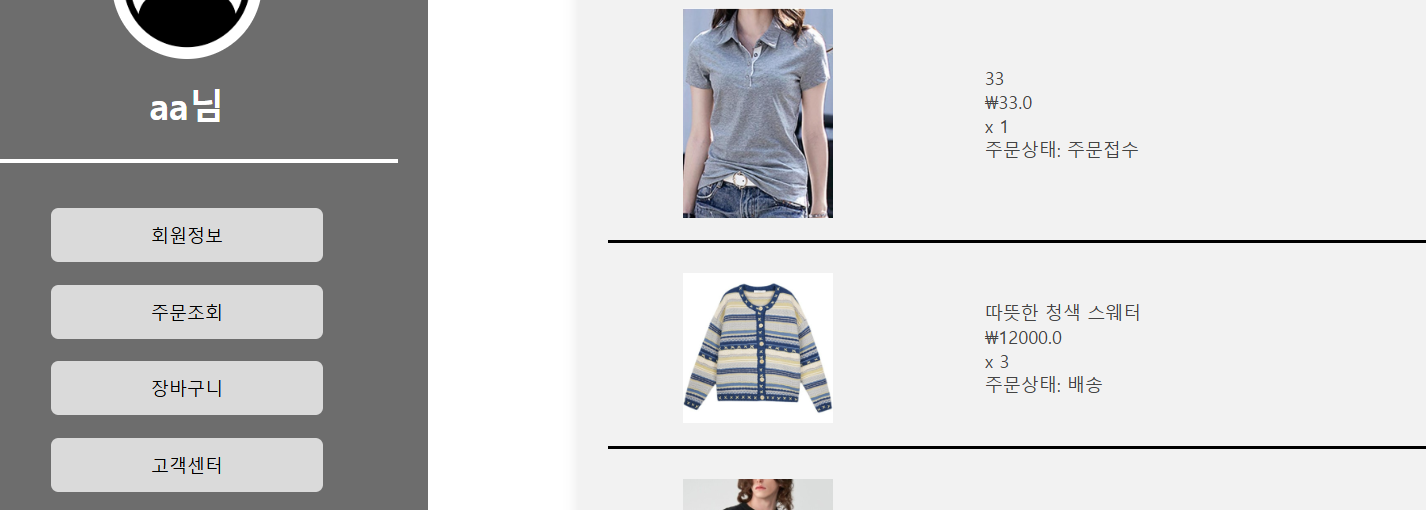 aa님
회원정보
주문조회
장바구니
고객센터
33
₩33.0
x 1
주문상태: 주문접수
따뜻한 청색 스웨터
₩12000.0
x 3
주문상태: 배송